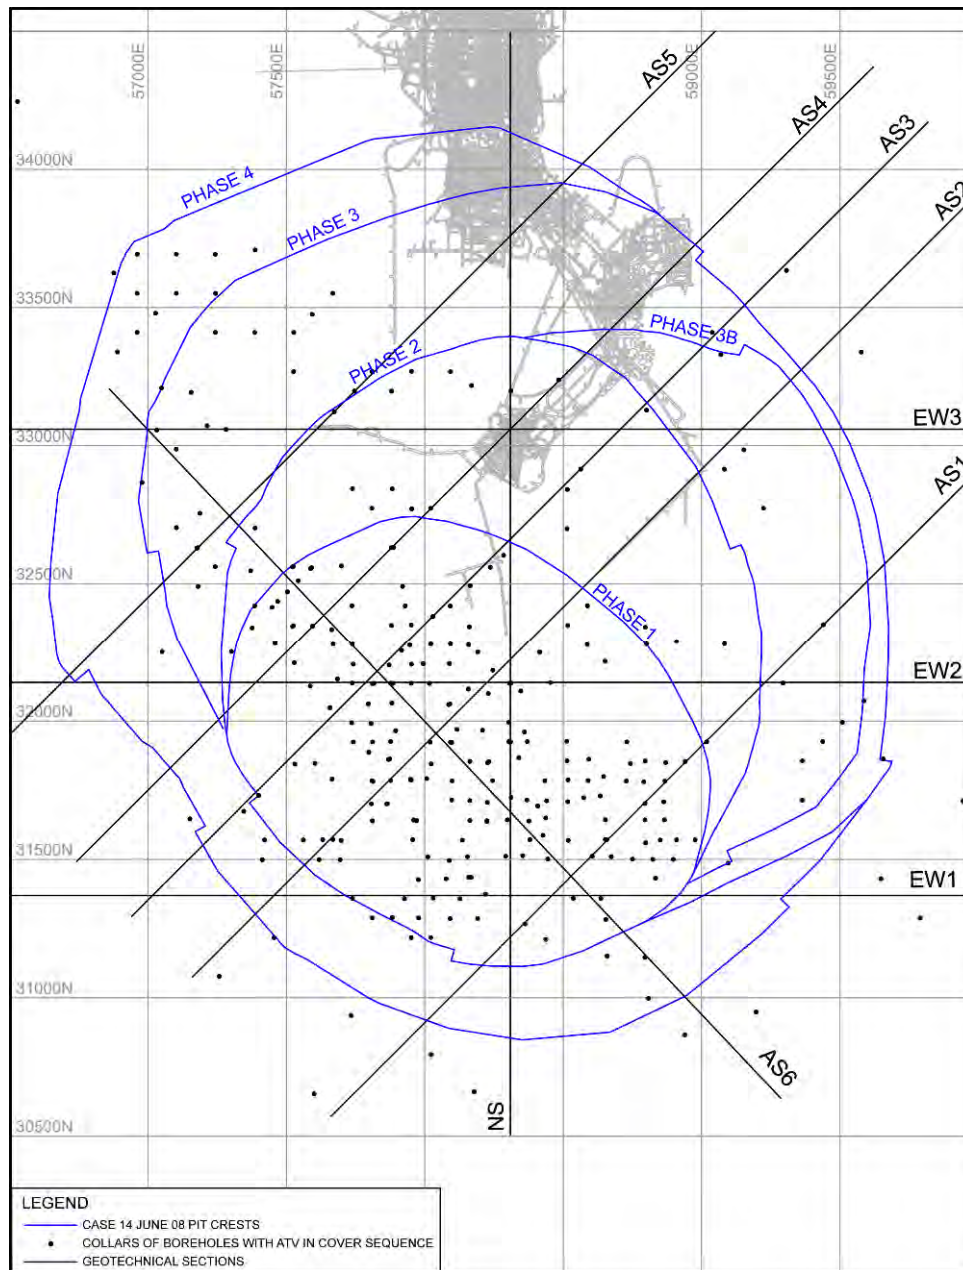 57000E
57500E
59000E
59500E
AS5
AS4
AS3
AS2
34000N
PHASE 4
PHASE 3
33500N
PHASE 3B
PHASE 2
33000N
EW3
AS1
32500N
PHASE 1
EW2
32000N
31500N
EW1
31000N
AS6
NS
30500N
LEGEND
CASE 14 JUNE 08 PIT CRESTS
COLLARS OF BOREHOLES WITH ATV IN COVER SEQUENCE
GEOTECHNICAL SECTIONS